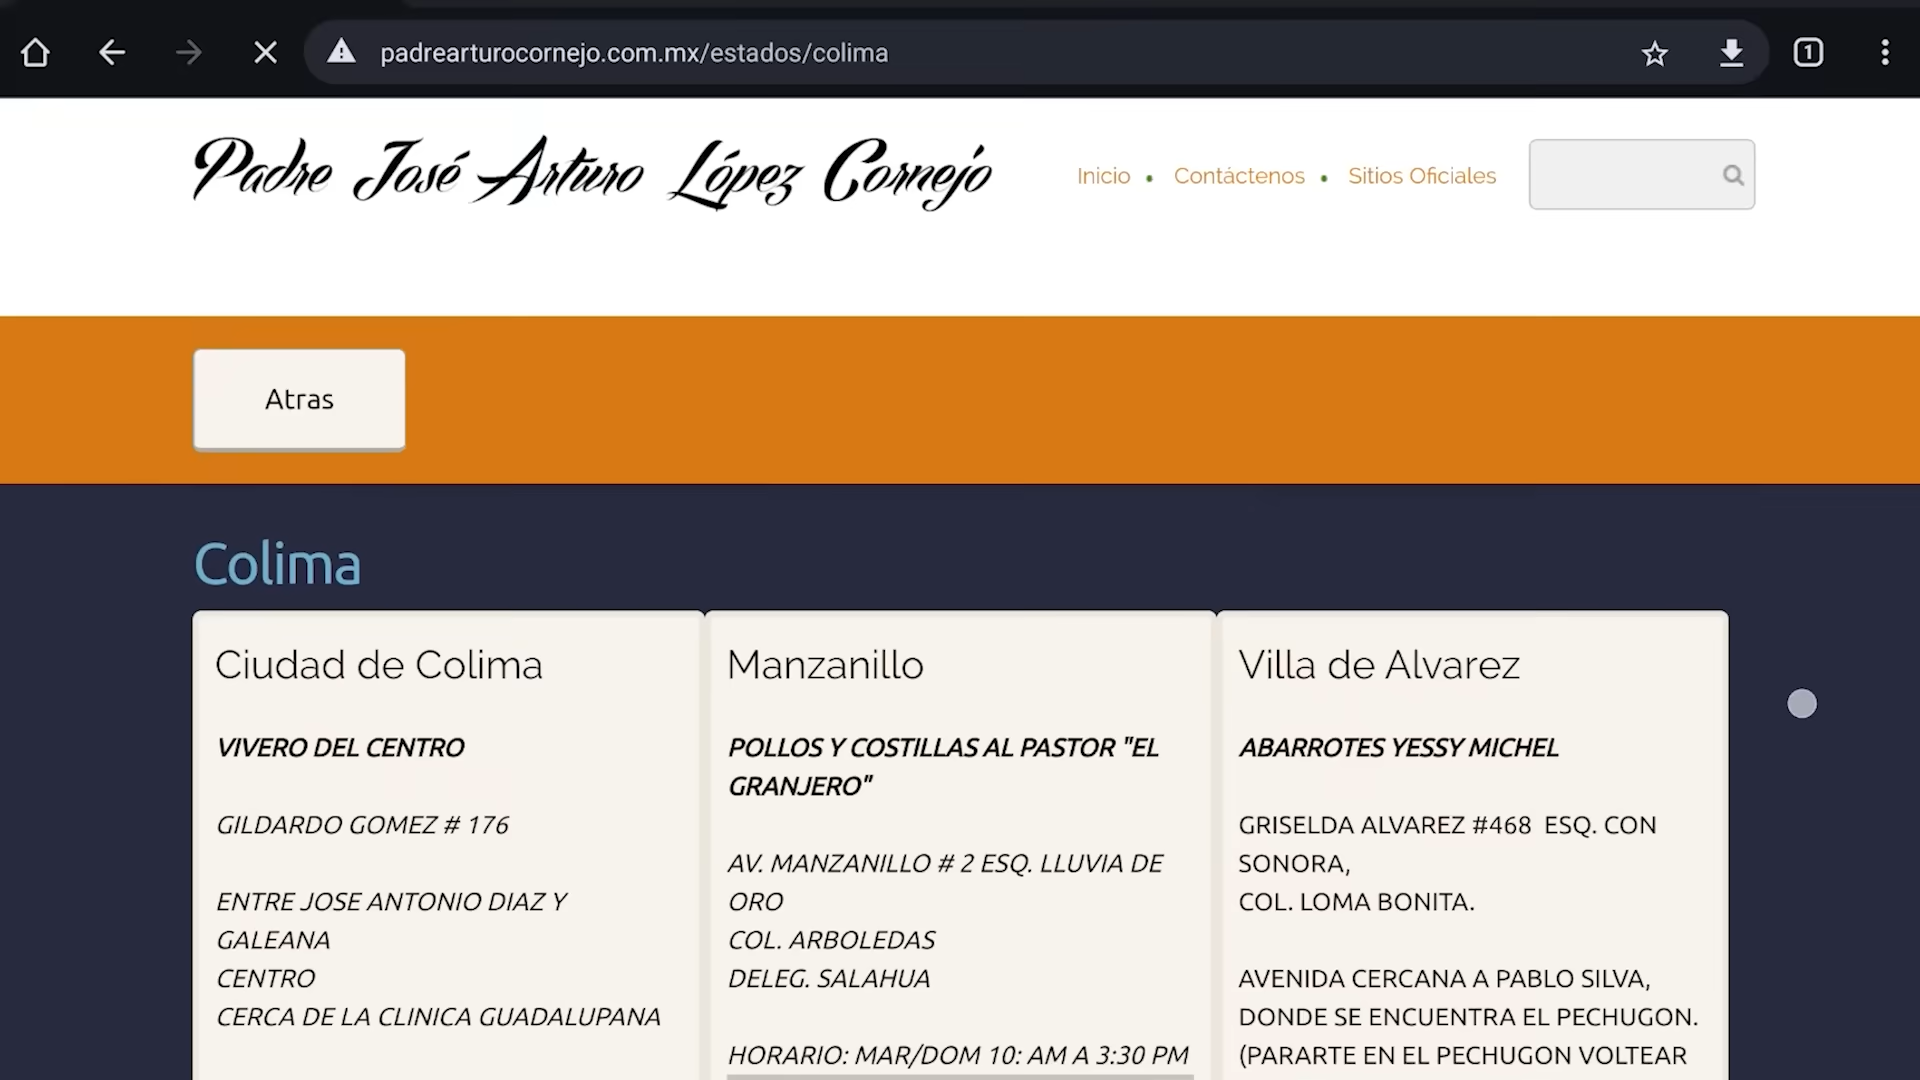 padrearturocornejo.com.mx/estados/colima
1
Padre José Arturo López Cornejo
Inicio
Contáctenos
Sitios Oficiales
Atras
Colima
Ciudad de Colima
VIVERO DEL CENTRO
GILDARDO GOMEZ # 176
ENTRE JOSE ANTONIO DIAZ Y
GALEANA
CENTRO
CERCA DE LA CLINICA GUADALUPANA
Manzanillo
POLLOS Y COSTILLAS AL PASTOR "EL
GRANJERO"
AV. MANZANILLO # 2 ESQ. LLUVIA DE
ORO
COL. ARBOLEDAS
DELEG. SALAHUA
HORARIO: MAR/DOM 10: AM A 3:30 PM
Villa de Alvarez
ABARROTES YESSY MICHEL
GRISELDA ALVAREZ #468 ESQ. CON
SONORA,
COL. LOMA BONITA.
AVENIDA CERCANA A PABLO SILVA,
DONDE SE ENCUENTRA EL PECHUGON.
(PARARTE EN EL PECHUGON VOLTEAR